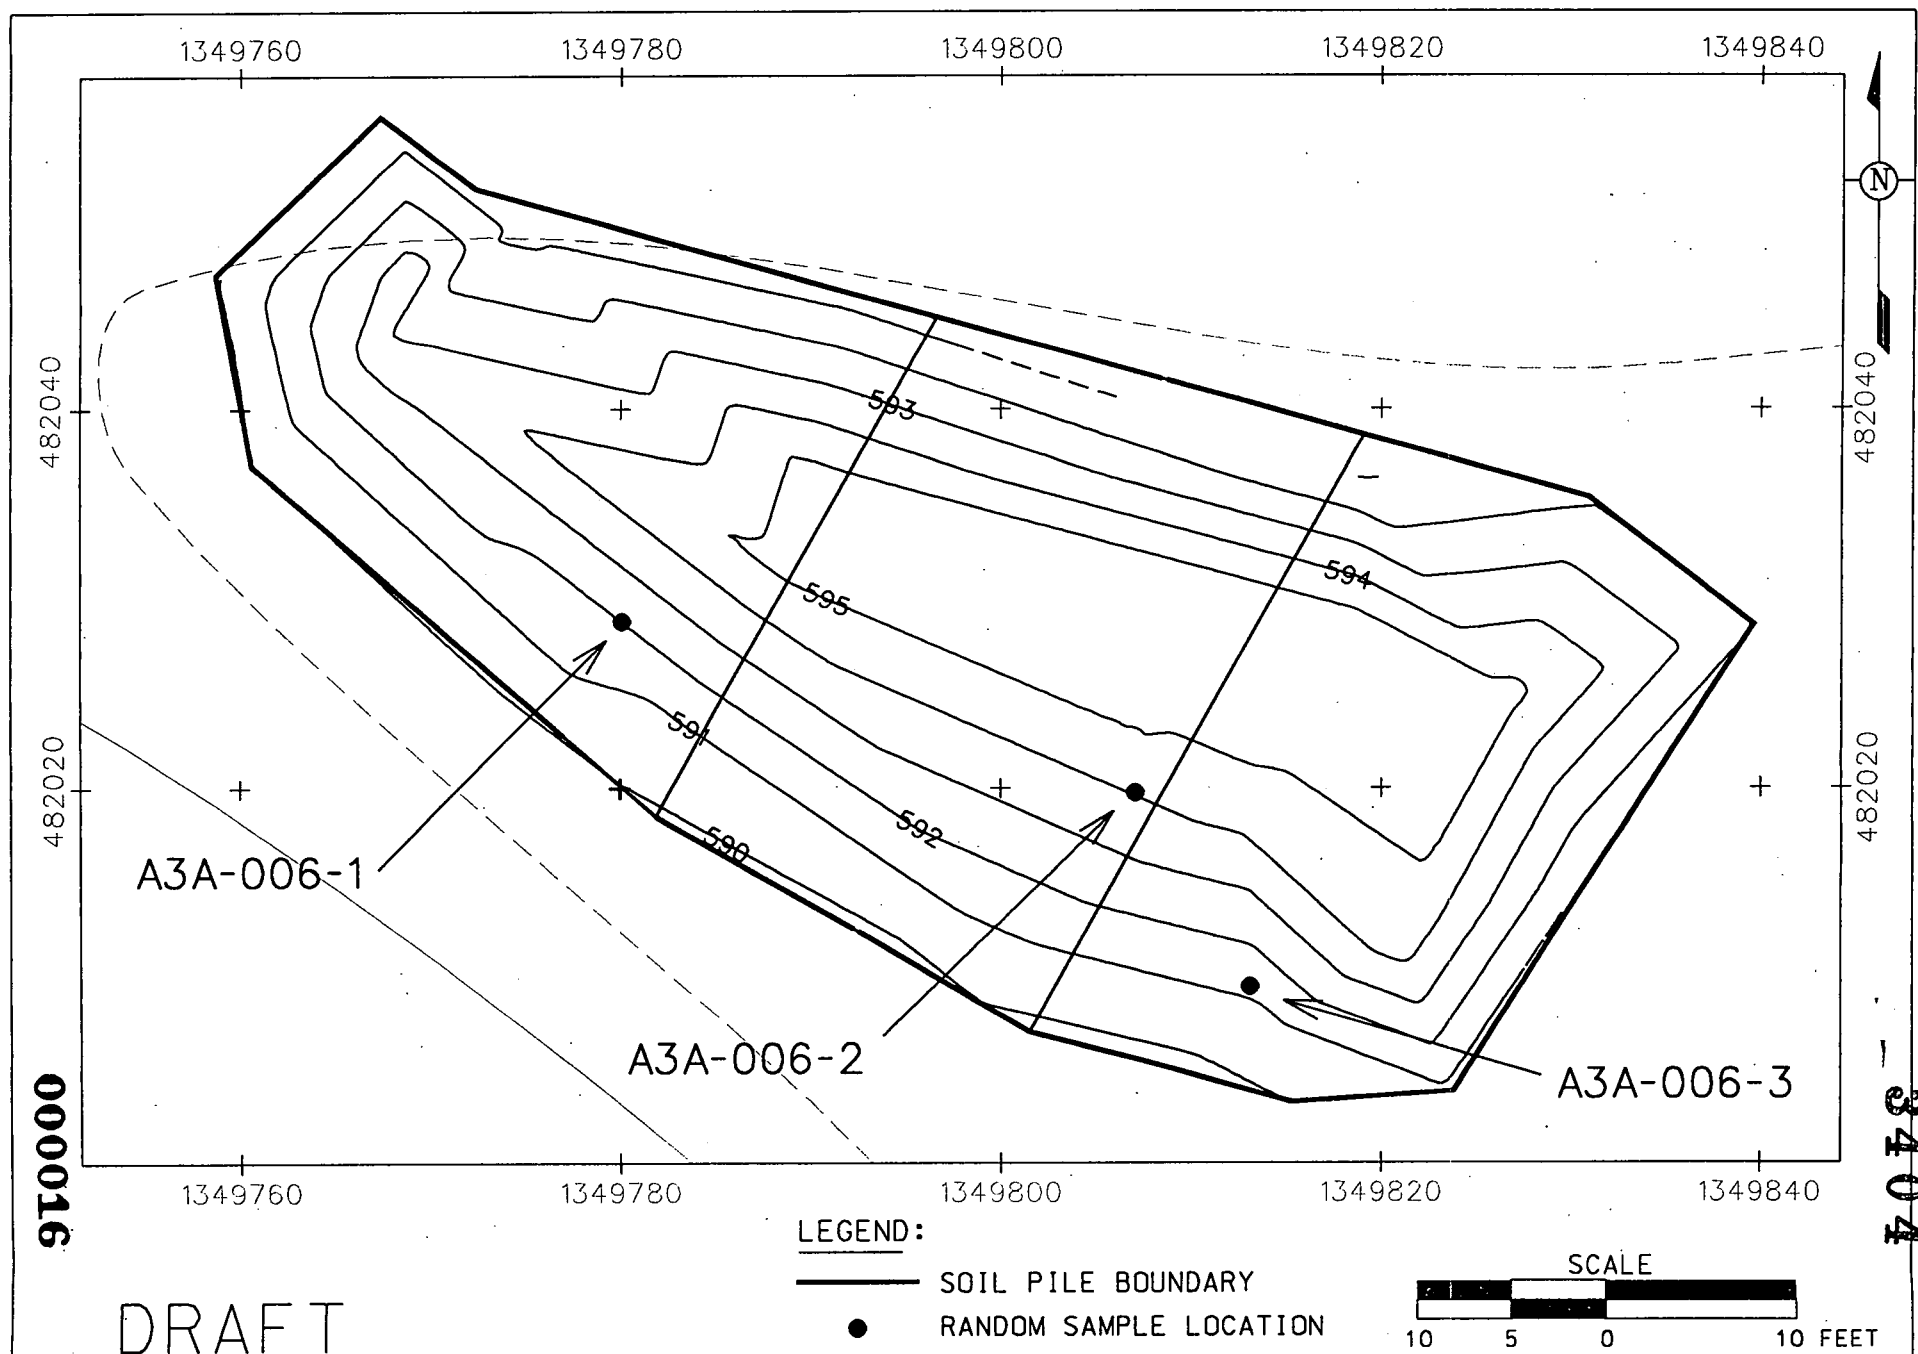 1349760 1349780 1349800 1349820 1349840
N
482040
482040
593
594
595
591
482020
482020
592
590
A3A-006-1
A3A-006-2
A3A-006-3
000016
3404
1349760 1349780 1349800 1349820 1349840
LEGEND:
SOIL PILE BOUNDARY
RANDOM SAMPLE LOCATION
SCALE
10 5 0 10 FEET
DRAFT